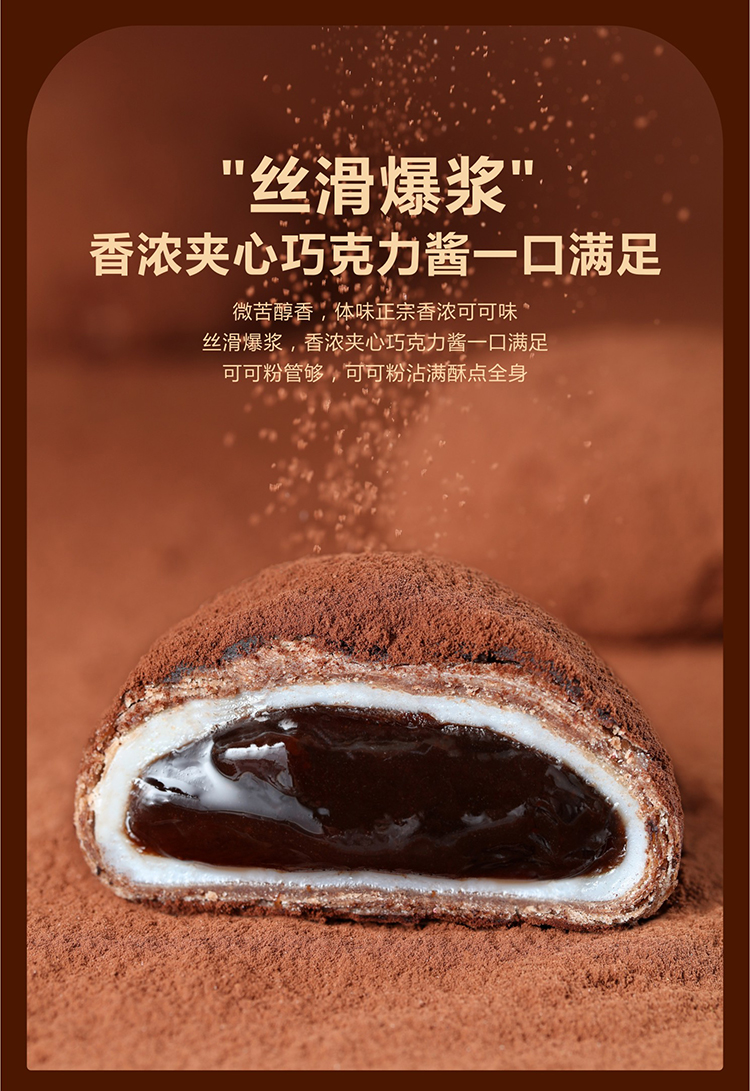 "丝滑爆浆"
香浓夹心巧克力酱一口满足
微苦醇香，体味正宗香浓可可味
丝滑爆浆，香浓夹心巧克力酱一口满足
可可粉管够，可可粉沾满酥点全身